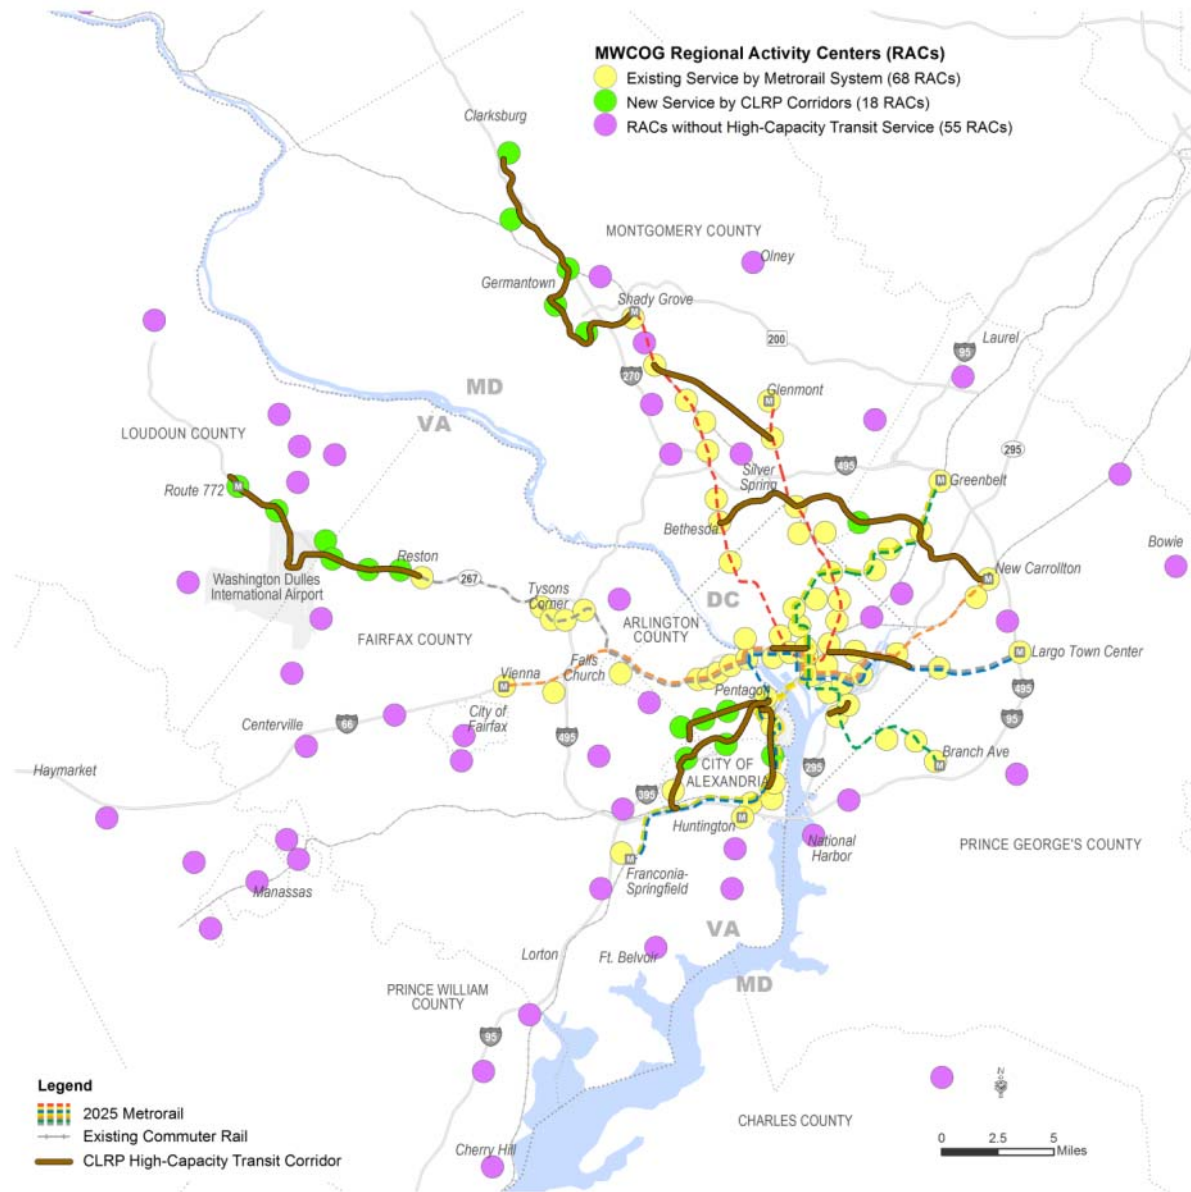 MWCOG Regional Activity Centers (RACs)
Existing Service by Metrorail System (68 RACs)
New Service by CLRP Corridors (18 RACs)
RACs without High-Capacity Transit Service (55 RACs)
Clarksburg
MONTGOMERY COUNTY
Olney
Germantown
Shady Grove
M
200
Laurel
95
270
MD
VA
Glenmont
M
LOUDOUN COUNTY
295
495
Silver
Spring
Route 772
M
Greenbelt
M
Bethesda
Bowie
Reston
267
New Carrollton
M
Washington Dulles
International Airport
Tysons
Corner
DC
ARLINGTON
COUNTY
FAIRFAX COUNTY
Largo Town Center
M
Falls
Church
Vienna
M
Pentagon
495
95
City of
Fairfax
Centerville
66
495
Branch Ave
M
CITY OF
ALEXANDRIA
295
Haymarket
395
Huntington
M
National
Harbor
PRINCE GEORGE'S COUNTY
M
Franconia-
Springfield
Manassas
VA
Lorton
Ft. Belvoir
MD
PRINCE WILLIAM
COUNTY
95
N
CHARLES COUNTY
Cherry Hill
Legend
2025 Metrorail
Existing Commuter Rail
CLRP High-Capacity Transit Corridor
0 2.5 5
Miles